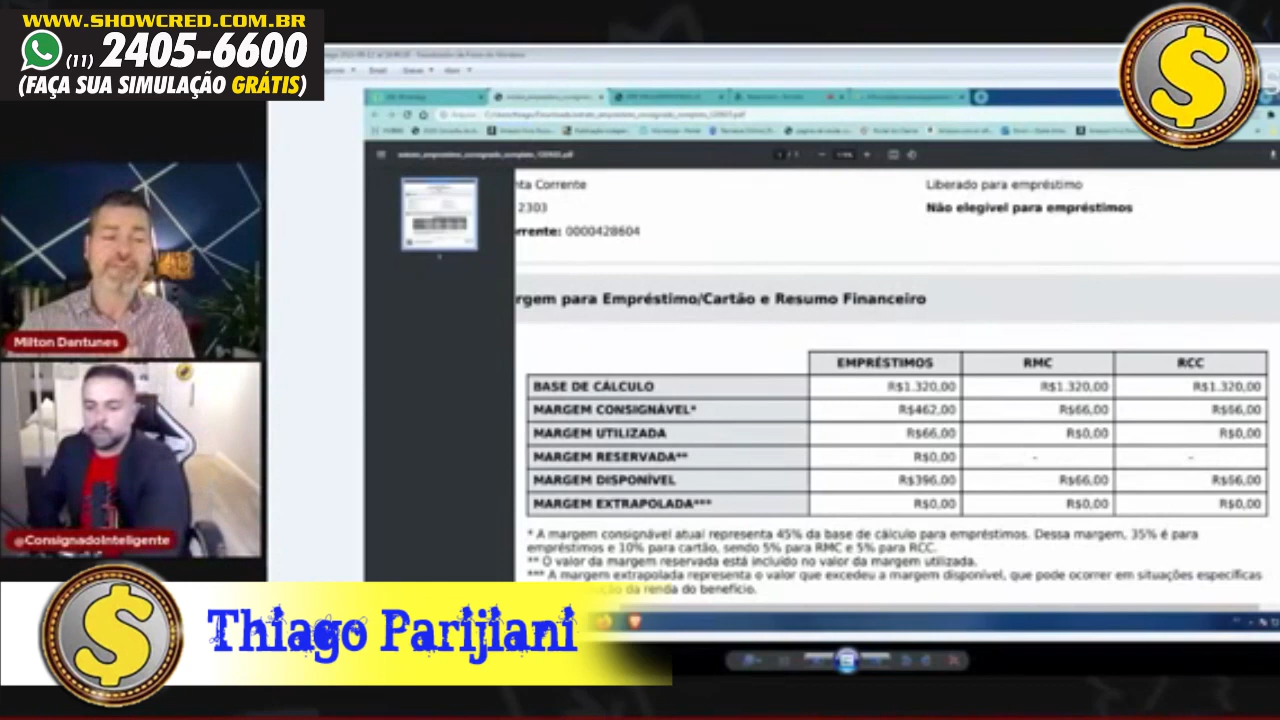 WWW.SHOWCRED.COM.BR
(11) 2405-6600
(FAÇA SUA SIMULAÇÃO GRÁTIS)
Milton Dantunes
@ConsignadoInteligente
Thiago Parijiani
nta Corrente
Liberado para empréstimo
2303
Não elegível para empréstimos
rrente: 0000428604
rgem para Empréstimo/Cartão e Resumo Financeiro
EMPRÉSTIMOS RMC RCC
BASE DE CÁLCULO R$1.320,00 R$1.320,00 R$1.320,00
MARGEM CONSIGNÁVEL* R$462,00 R$66,00 R$66,00
MARGEM UTILIZADA R$66,00 R$0,00 R$0,00
MARGEM RESERVADA** R$0,00 - -
MARGEM DISPONÍVEL R$396,00 R$66,00 R$66,00
MARGEM EXTRAPOLADA*** R$0,00 R$0,00 R$0,00
* A margem consignável atual representa 45% da base de cálculo para empréstimos. Dessa margem, 35% é para
empréstimos e 10% para cartão, sendo 5% para RMC e 5% para RCC.
** O valor da margem reservada está incluído no valor da margem utilizada.
*** A margem extrapolada representa o valor que excedeu a margem disponível, que pode ocorrer em situações específicas
da renda do benefício.